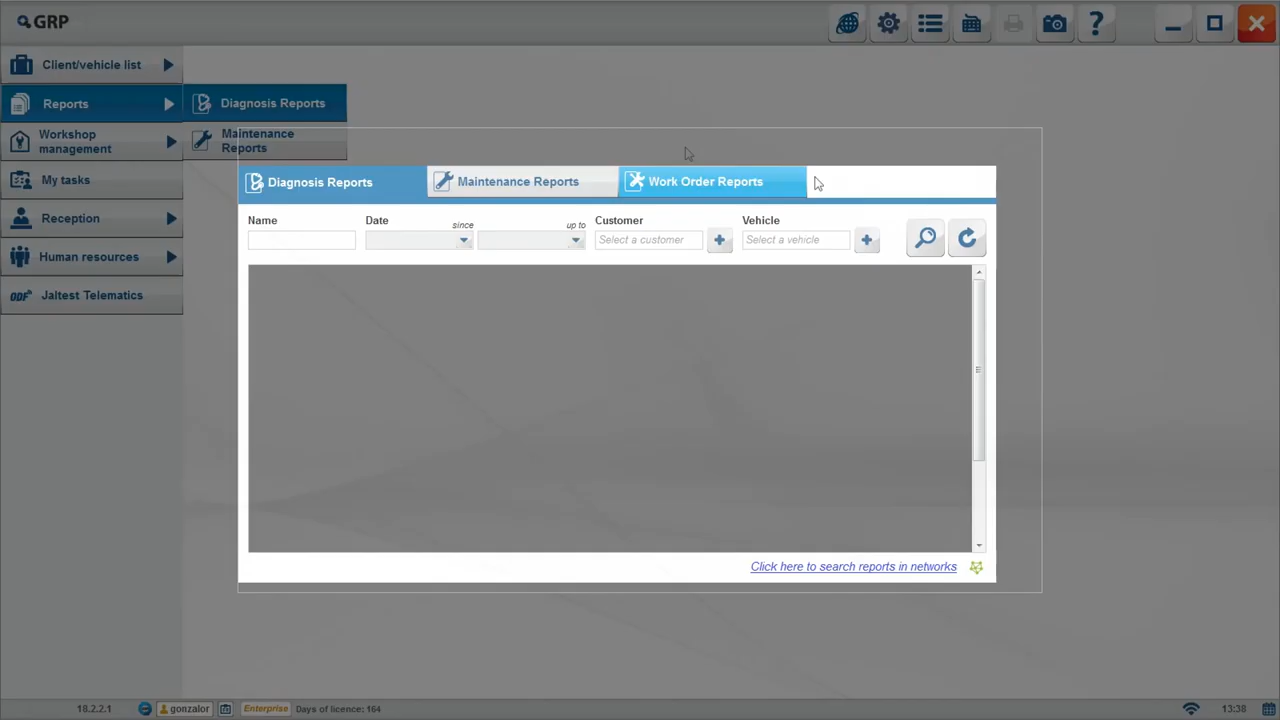 GRP
?
Client/vehicle list
Reports
Diagnosis Reports
Workshop
management
Maintenance
Reports
My tasks
Reception
Human resources
ODF
Jaltest Telematics
Diagnosis Reports
Maintenance Reports
Work Order Reports
Name
Date
since
up to
Customer
Vehicle
Select a customer
Select a vehicle
Click here to search reports in networks
18.2.2.1
gonzalor
Enterprise
Days of licence: 164
13:38